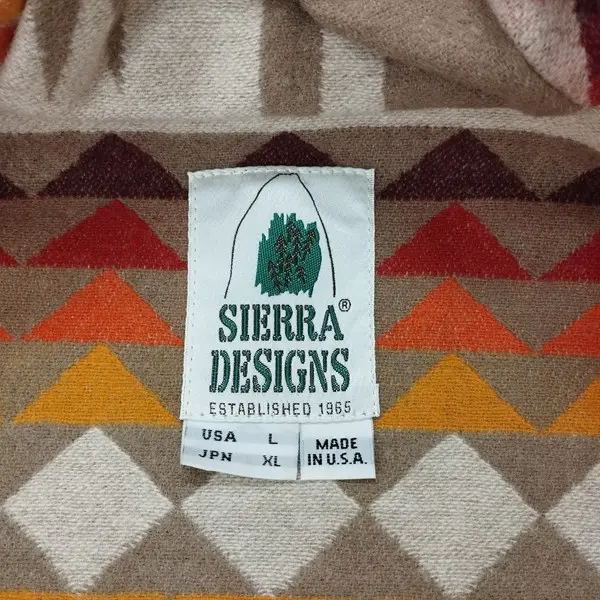 SIERRA ®
DESIGNS
ESTABLISHED 1965
USA L
JPN XL
MADE
IN U.S.A.